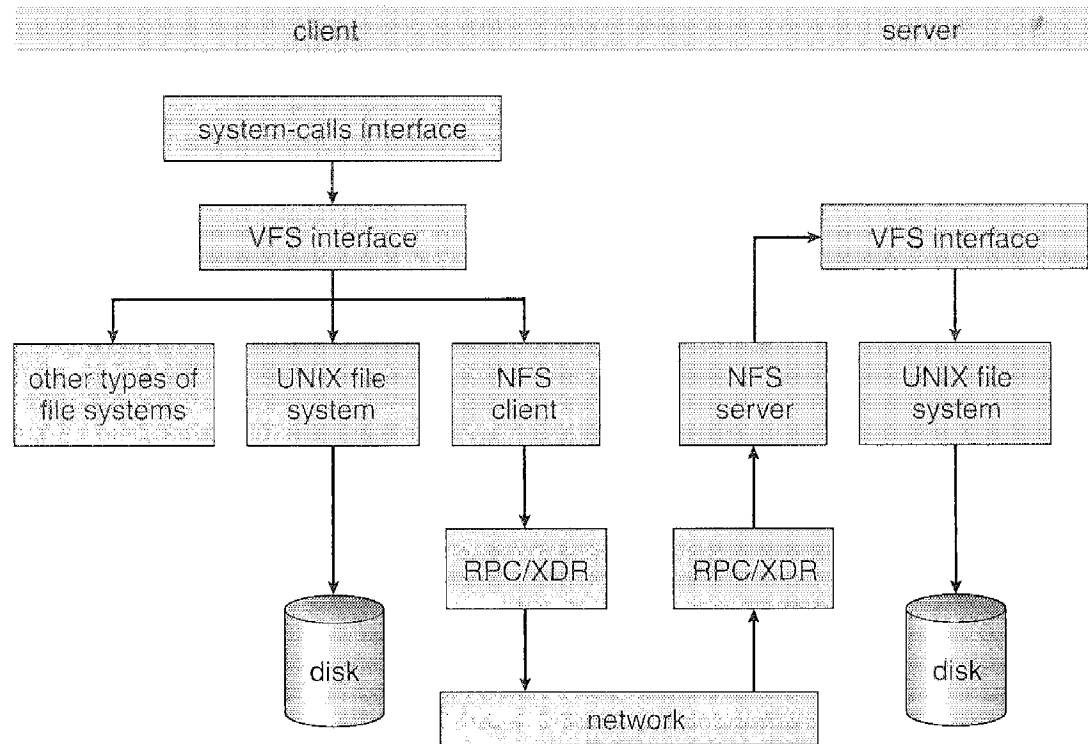 client
server
system-calls interface
VFS interface
VFS interface
other types of
file systems
UNIX file
system
NFS
client
NFS
server
UNIX file
system
RPC/XDR
RPC/XDR
disk
disk
network